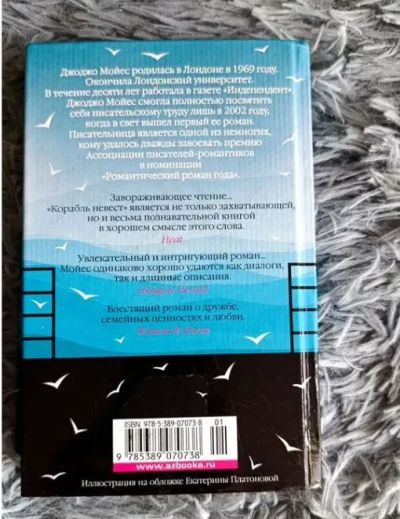 Джоджо Мойес родилась в Лондоне в 1969 году.
Окончила Лондонский университет.
В течение десяти лет работала в газете «Индепендент».
Джоджо Мойес смогла полностью посвятить
себя писательскому труду лишь в 2002 году,
когда в свет вышел первый ее роман.
Писательница является одной из немногих,
кому удалось дважды завоевать премию
Ассоциации писателей-романтиков
в номинации
«Романтический роман года».
Завораживающее чтение...
«Корабль невест» является не только захватывающей,
но и весьма познавательной книгой
в хорошем смысле этого слова.
Heat
Увлекательный и интригующий роман...
Мойес одинаково хорошо удаются как диалоги,
так и длинные описания.
Блестящий роман о дружбе,
семейных ценностях и любви.
Woman & Home
ISBN 978-5-389-07073-8
01
9 785389 070738
www.azbooka.ru
Иллюстрация на обложке Екатерины Платоновой